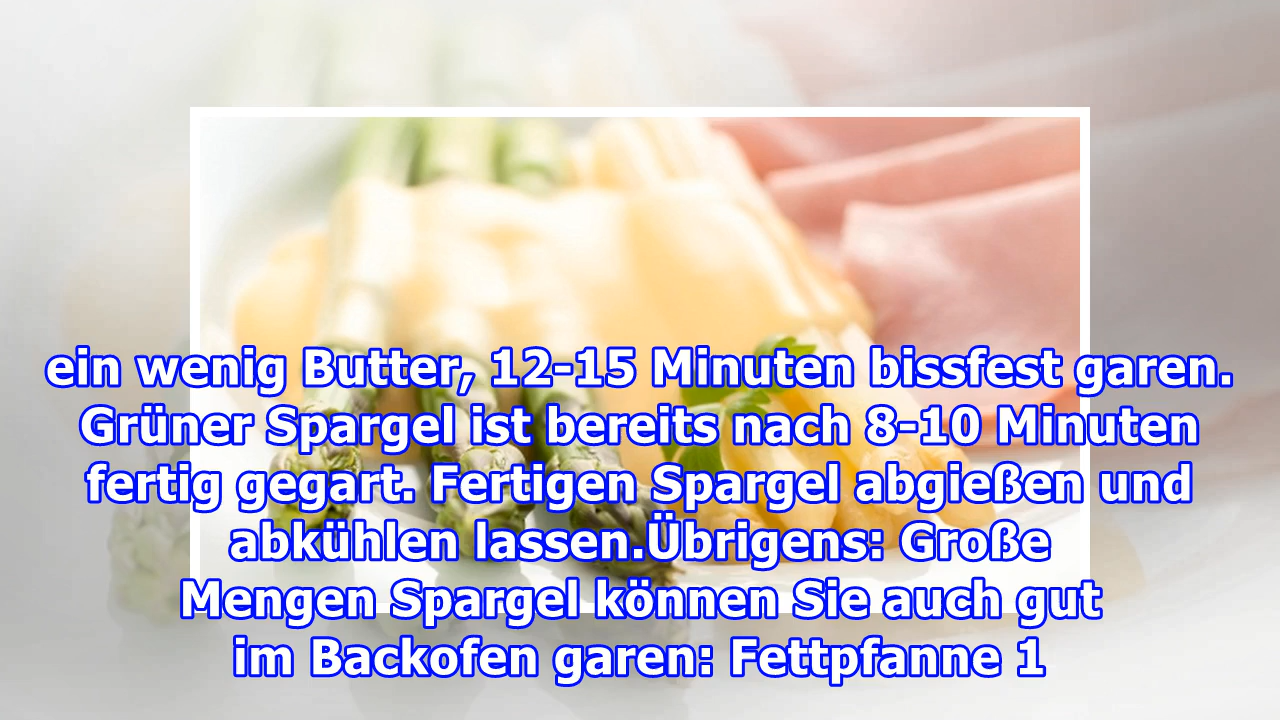 ein wenig Butter, 12-15 Minuten bissfest garen.
Grüner Spargel ist bereits nach 8-10 Minuten
fertig gegart. Fertigen Spargel abgießen und
abkühlen lassen.Übrigens: Große
Mengen Spargel können Sie auch gut
im Backofen garen: Fettpfanne 1